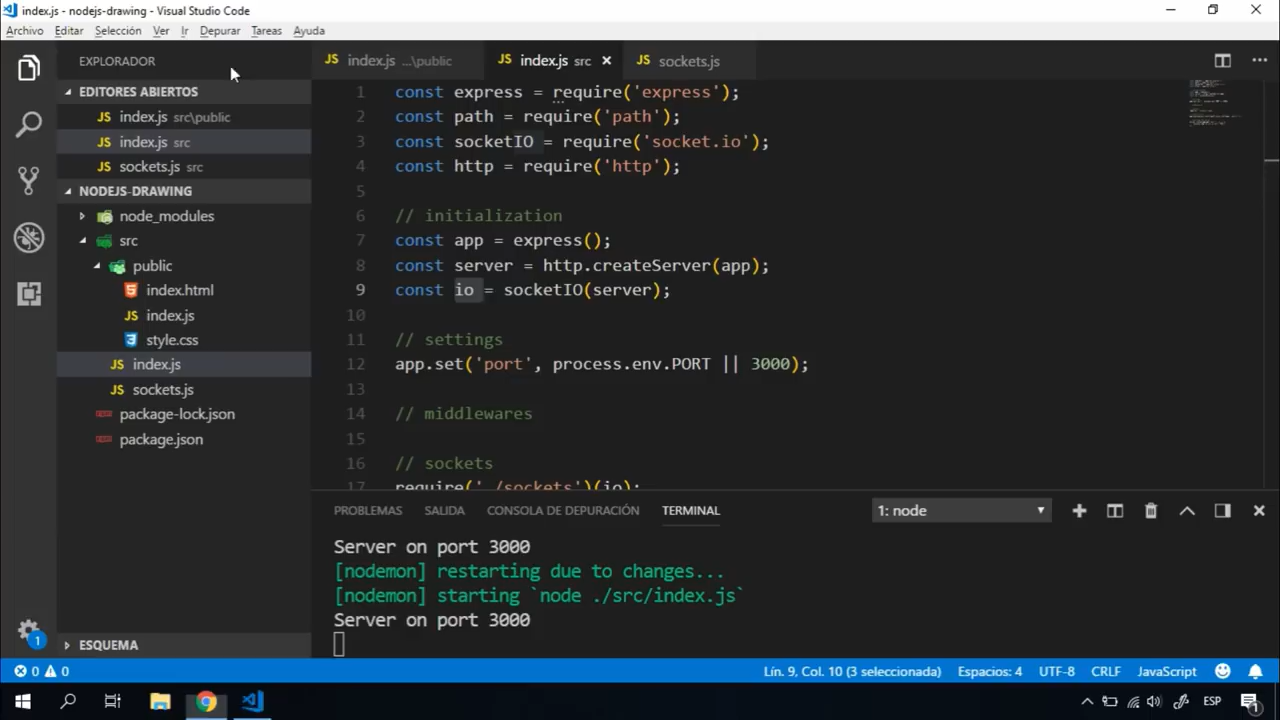 index.js - nodejs-drawing - Visual Studio Code
Archivo Editar Selección Ver Ir Depurar Tareas Ayuda
EXPLORADOR
EDITORES ABIERTOS
JS index.js src\public
JS index.js src
JS sockets.js src
NODEJS-DRAWING
node_modules
src
public
index.html
JS index.js
style.css
JS index.js
JS sockets.js
package-lock.json
package.json
ESQUEMA
JS index.js ...\public JS index.js src JS sockets.js
1 const express = require('express');
2 const path = require('path');
3 const socketIO = require('socket.io');
4 const http = require('http');
5
6 // initialization
7 const app = express();
8 const server = http.createServer(app);
9 const io = socketIO(server);
10
11 // settings
12 app.set('port', process.env.PORT || 3000);
13
14 // middlewares
15
16 // sockets
17 require('./sockets')(io);
PROBLEMAS SALIDA CONSOLA DE DEPURACIÓN TERMINAL 1: node
Server on port 3000
[nodemon] restarting due to changes...
[nodemon] starting `node ./src/index.js`
Server on port 3000
1
0 0 Lín. 9, Col. 10 (3 seleccionada) Espacios: 4 UTF-8 CRLF JavaScript
ESP 1